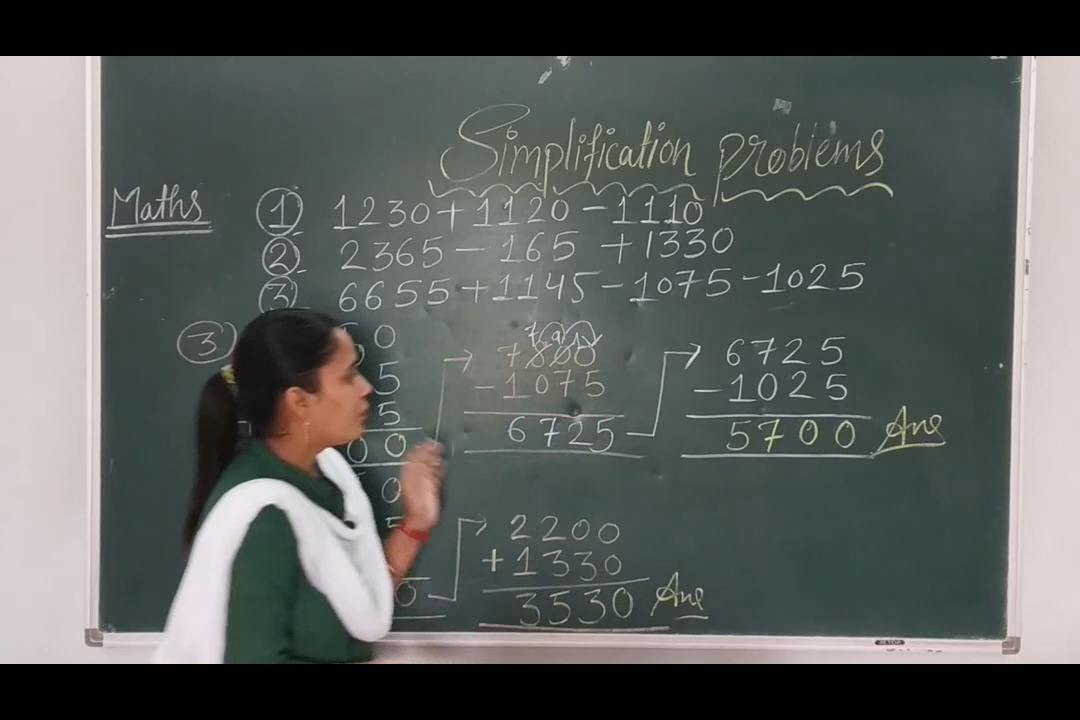 Simplification problems
Maths
① 1230 + 1120 - 1110
② 2365 - 165 + 1330
③ 6655 + 1145 - 1075 - 1025
③
7800
- 1075
6725
6725
- 1025
5700 Ans
2200
+ 1330
3530 Ans